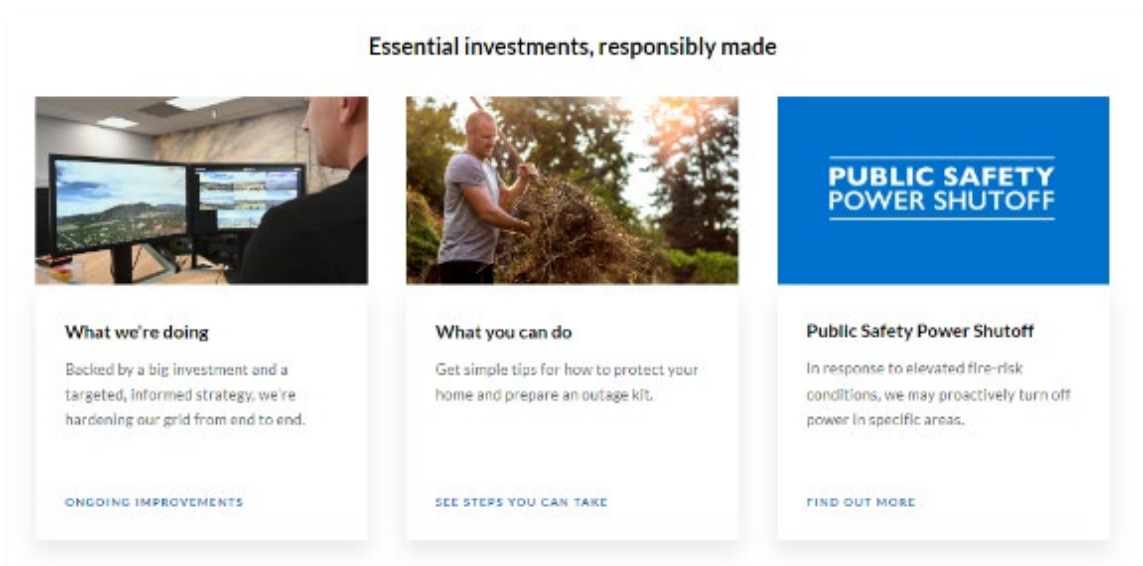 Essential investments, responsibly made
PUBLIC SAFETY
POWER SHUTOFF
What we're doing
Backed by a big investment and a
targeted, informed strategy, we're
hardening our grid from end to end.
ONGOING IMPROVEMENTS
What you can do
Get simple tips for how to protect your
home and prepare an outage kit.
SEE STEPS YOU CAN TAKE
Public Safety Power Shutoff
In response to elevated fire-risk
conditions, we may proactively turn off
power in specific areas.
FIND OUT MORE